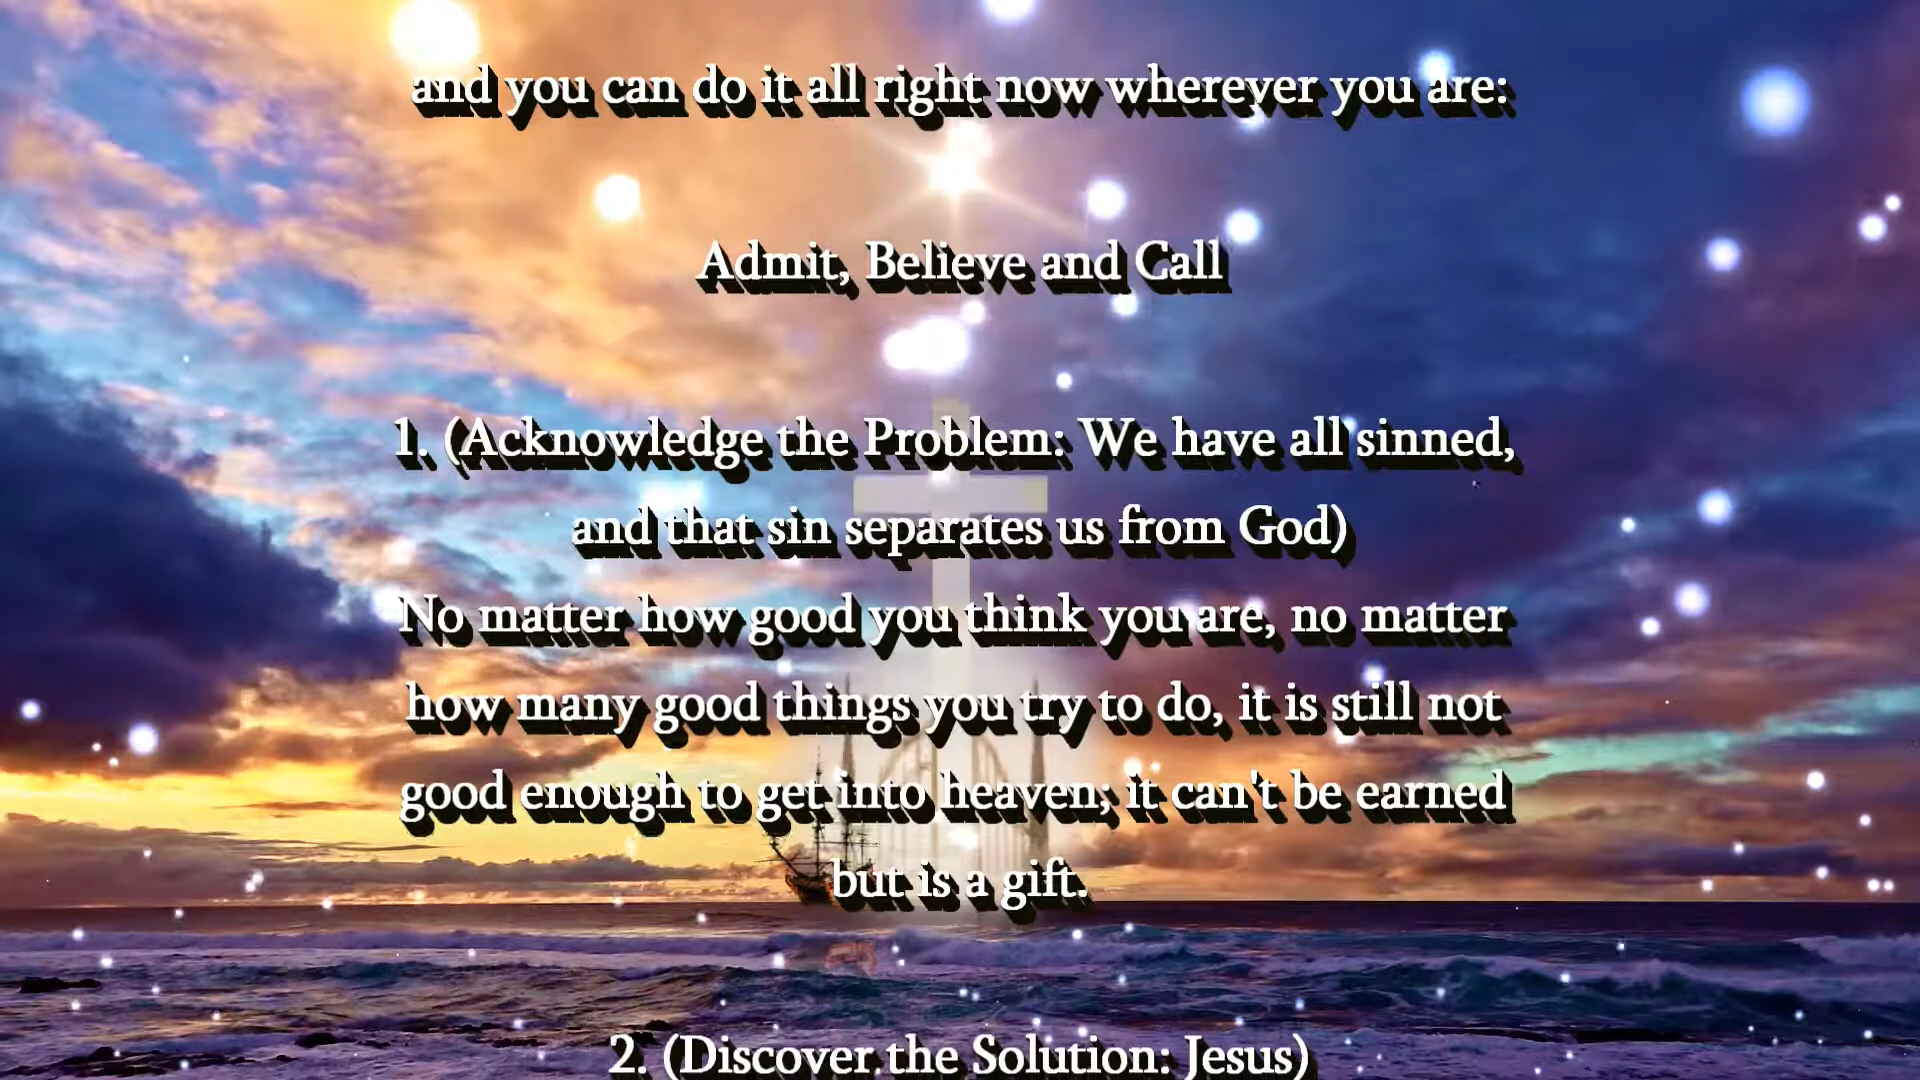 and you can do it all right now wherever you are:
Admit, Believe and Call
1. (Acknowledge the Problem: We have all sinned,
and that sin separates us from God)
No matter how good you think you are, no matter
how many good things you try to do, it is still not
good enough to get into heaven; it can't be earned
but is a gift.
2. (Discover the Solution: Jesus)